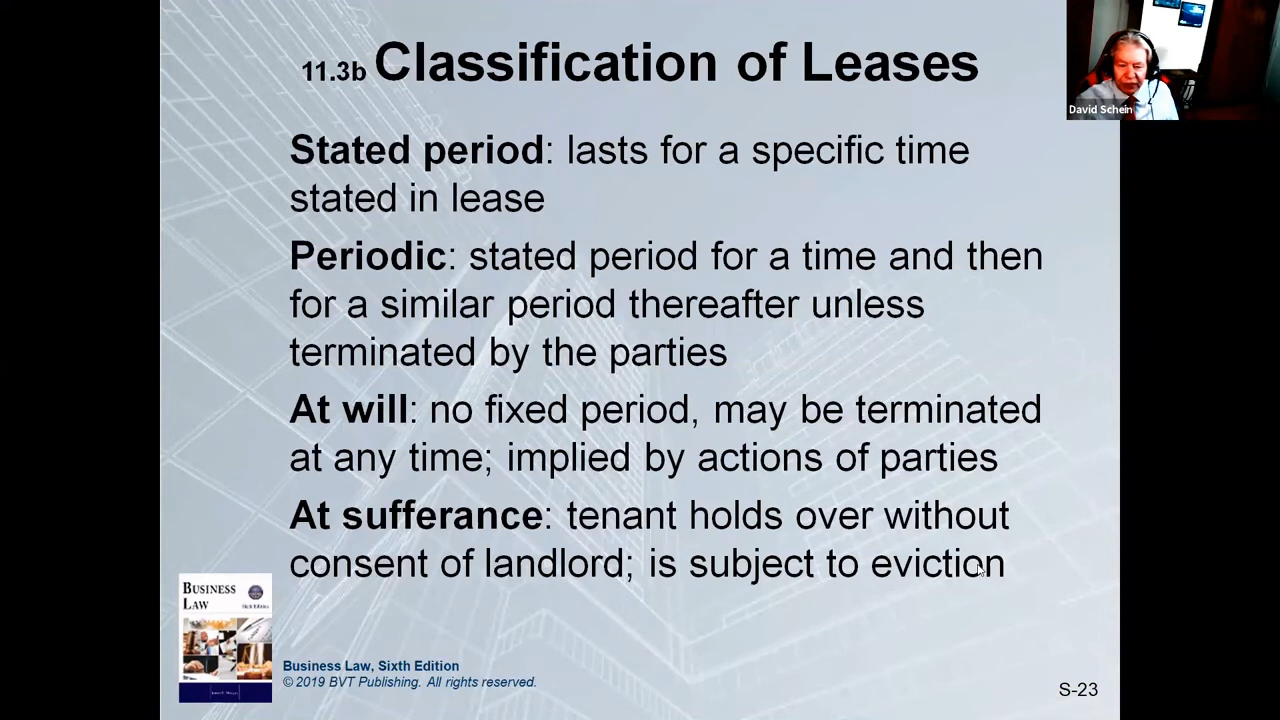 11.3b Classification of Leases
David Schein
Stated period: lasts for a specific time
stated in lease
Periodic: stated period for a time and then
for a similar period thereafter unless
terminated by the parties
At will: no fixed period, may be terminated
at any time; implied by actions of parties
At sufferance: tenant holds over without
consent of landlord; is subject to eviction
BUSINESS
LAW
Sixth Edition
Business Law, Sixth Edition
© 2019 BVT Publishing. All rights reserved.
S-23